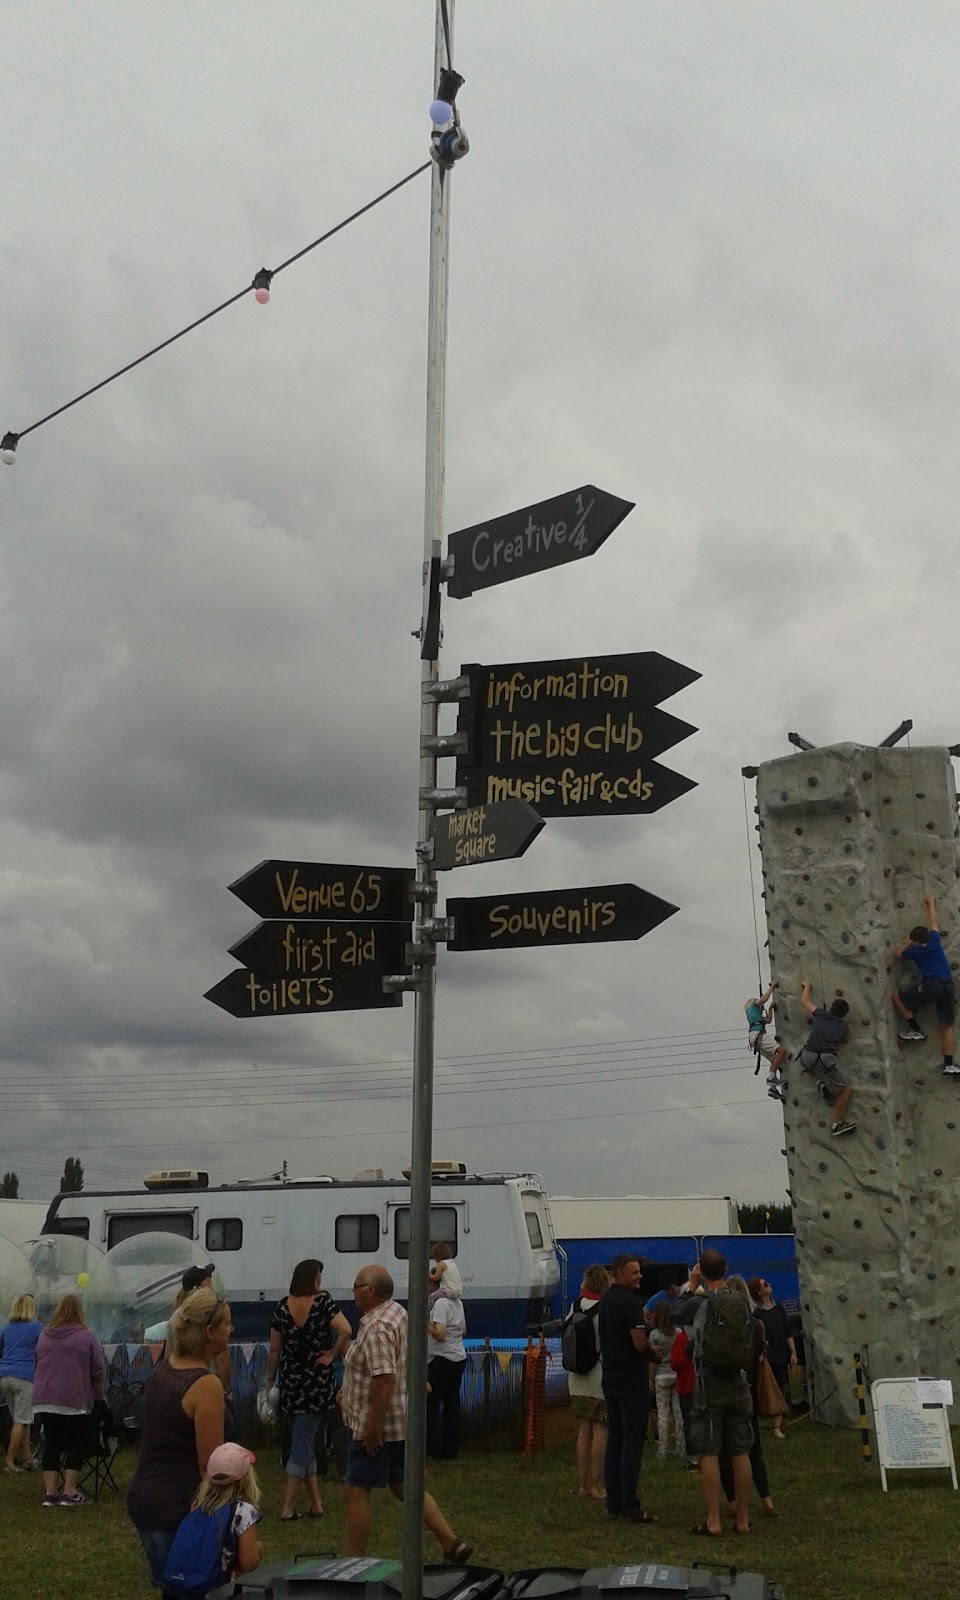 Creative 1/4
information
the big club
music fair & cds
market
square
Venue 65
Souvenirs
first aid
toilets